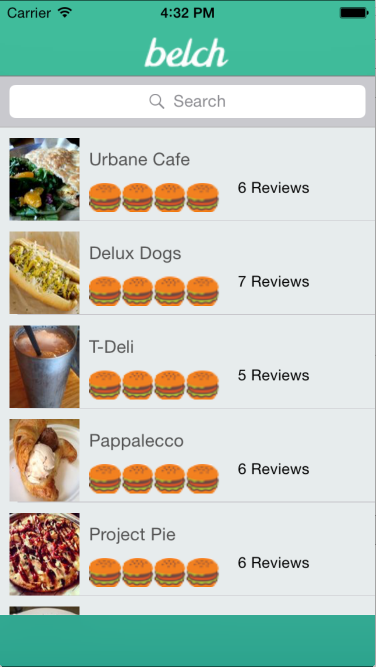 Carrier 4:32 PM
belch
Search
Urbane Cafe
6 Reviews
Delux Dogs
7 Reviews
T-Deli
5 Reviews
Pappalecco
6 Reviews
Project Pie
6 Reviews